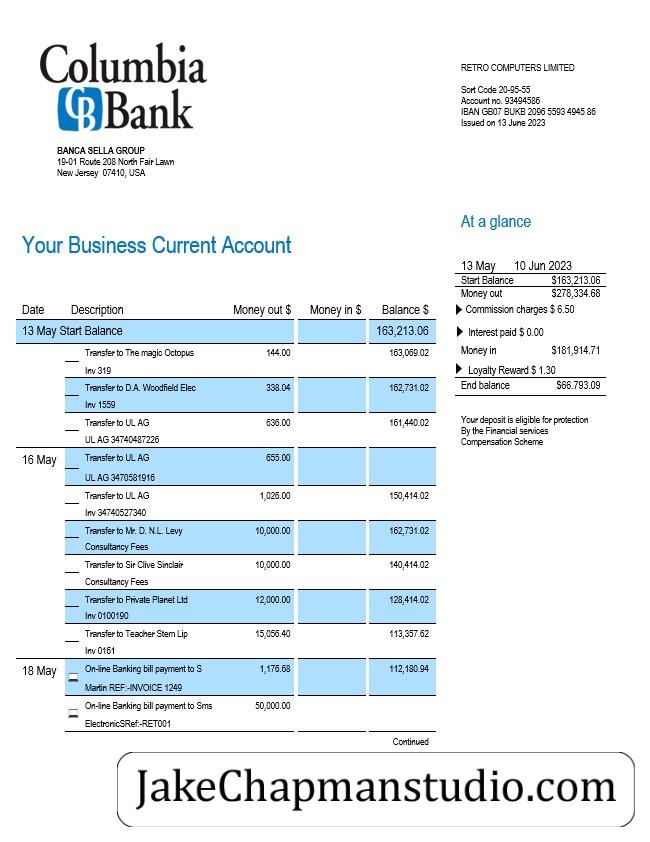 Columbia
CB Bank
BANCA SELLA GROUP
19-01 Route 208 North Fair Lawn
New Jersey  07410, USA
RETRO COMPUTERS LIMITED
Sort Code 20-95-55
Account no. 93494586
IBAN GB07 BUKB 2096 5593 4945 86
Issued on 13 June 2023
Your Business Current Account
At a glance
13 May 10 Jun 2023
Start Balance $163,213.06
Money out $278,334.68
Commission charges $ 6.50
Interest paid $ 0.00
Money in $181,914.71
Loyalty Reward $ 1.30
End balance $66.793.09
Your deposit is eligible for protection
By the Financial services
Compensation Scheme
Date Description Money out $ Money in $ Balance $
13 May Start Balance 163,213.06
Transfer to The magic Octopus 144.00 163,069.02
Inv 319
Transfer to D.A. Woodfield Elec 338.04 162,731.02
Inv 1559
Transfer to UL AG 636.00 161,440.02
UL AG 34740487226
16 May Transfer to UL AG 655.00
UL AG 3470581916
Transfer to UL AG 1,026.00 150,414.02
Inv 34740527340
Transfer to Mr. D. N.L. Levy 10,000.00 162,731.02
Consultancy Fees
Transfer to Sir Clive Sinclair 10,000.00 140,414.02
Consultancy Fees
Transfer to Private Planet Ltd 12,000.00 128,414.02
Inv 0100190
Transfer to Teacher Stem Lip 15,056.40 113,357.62
Inv 0161
18 May On-line Banking bill payment to S 1,176.68 112,180.94
Martin REF:-INVOICE 1249
On-line Banking bill payment to Sms 50,000.00
ElectronicSRef:-RET001
Continued
JakeChapmanstudio.com